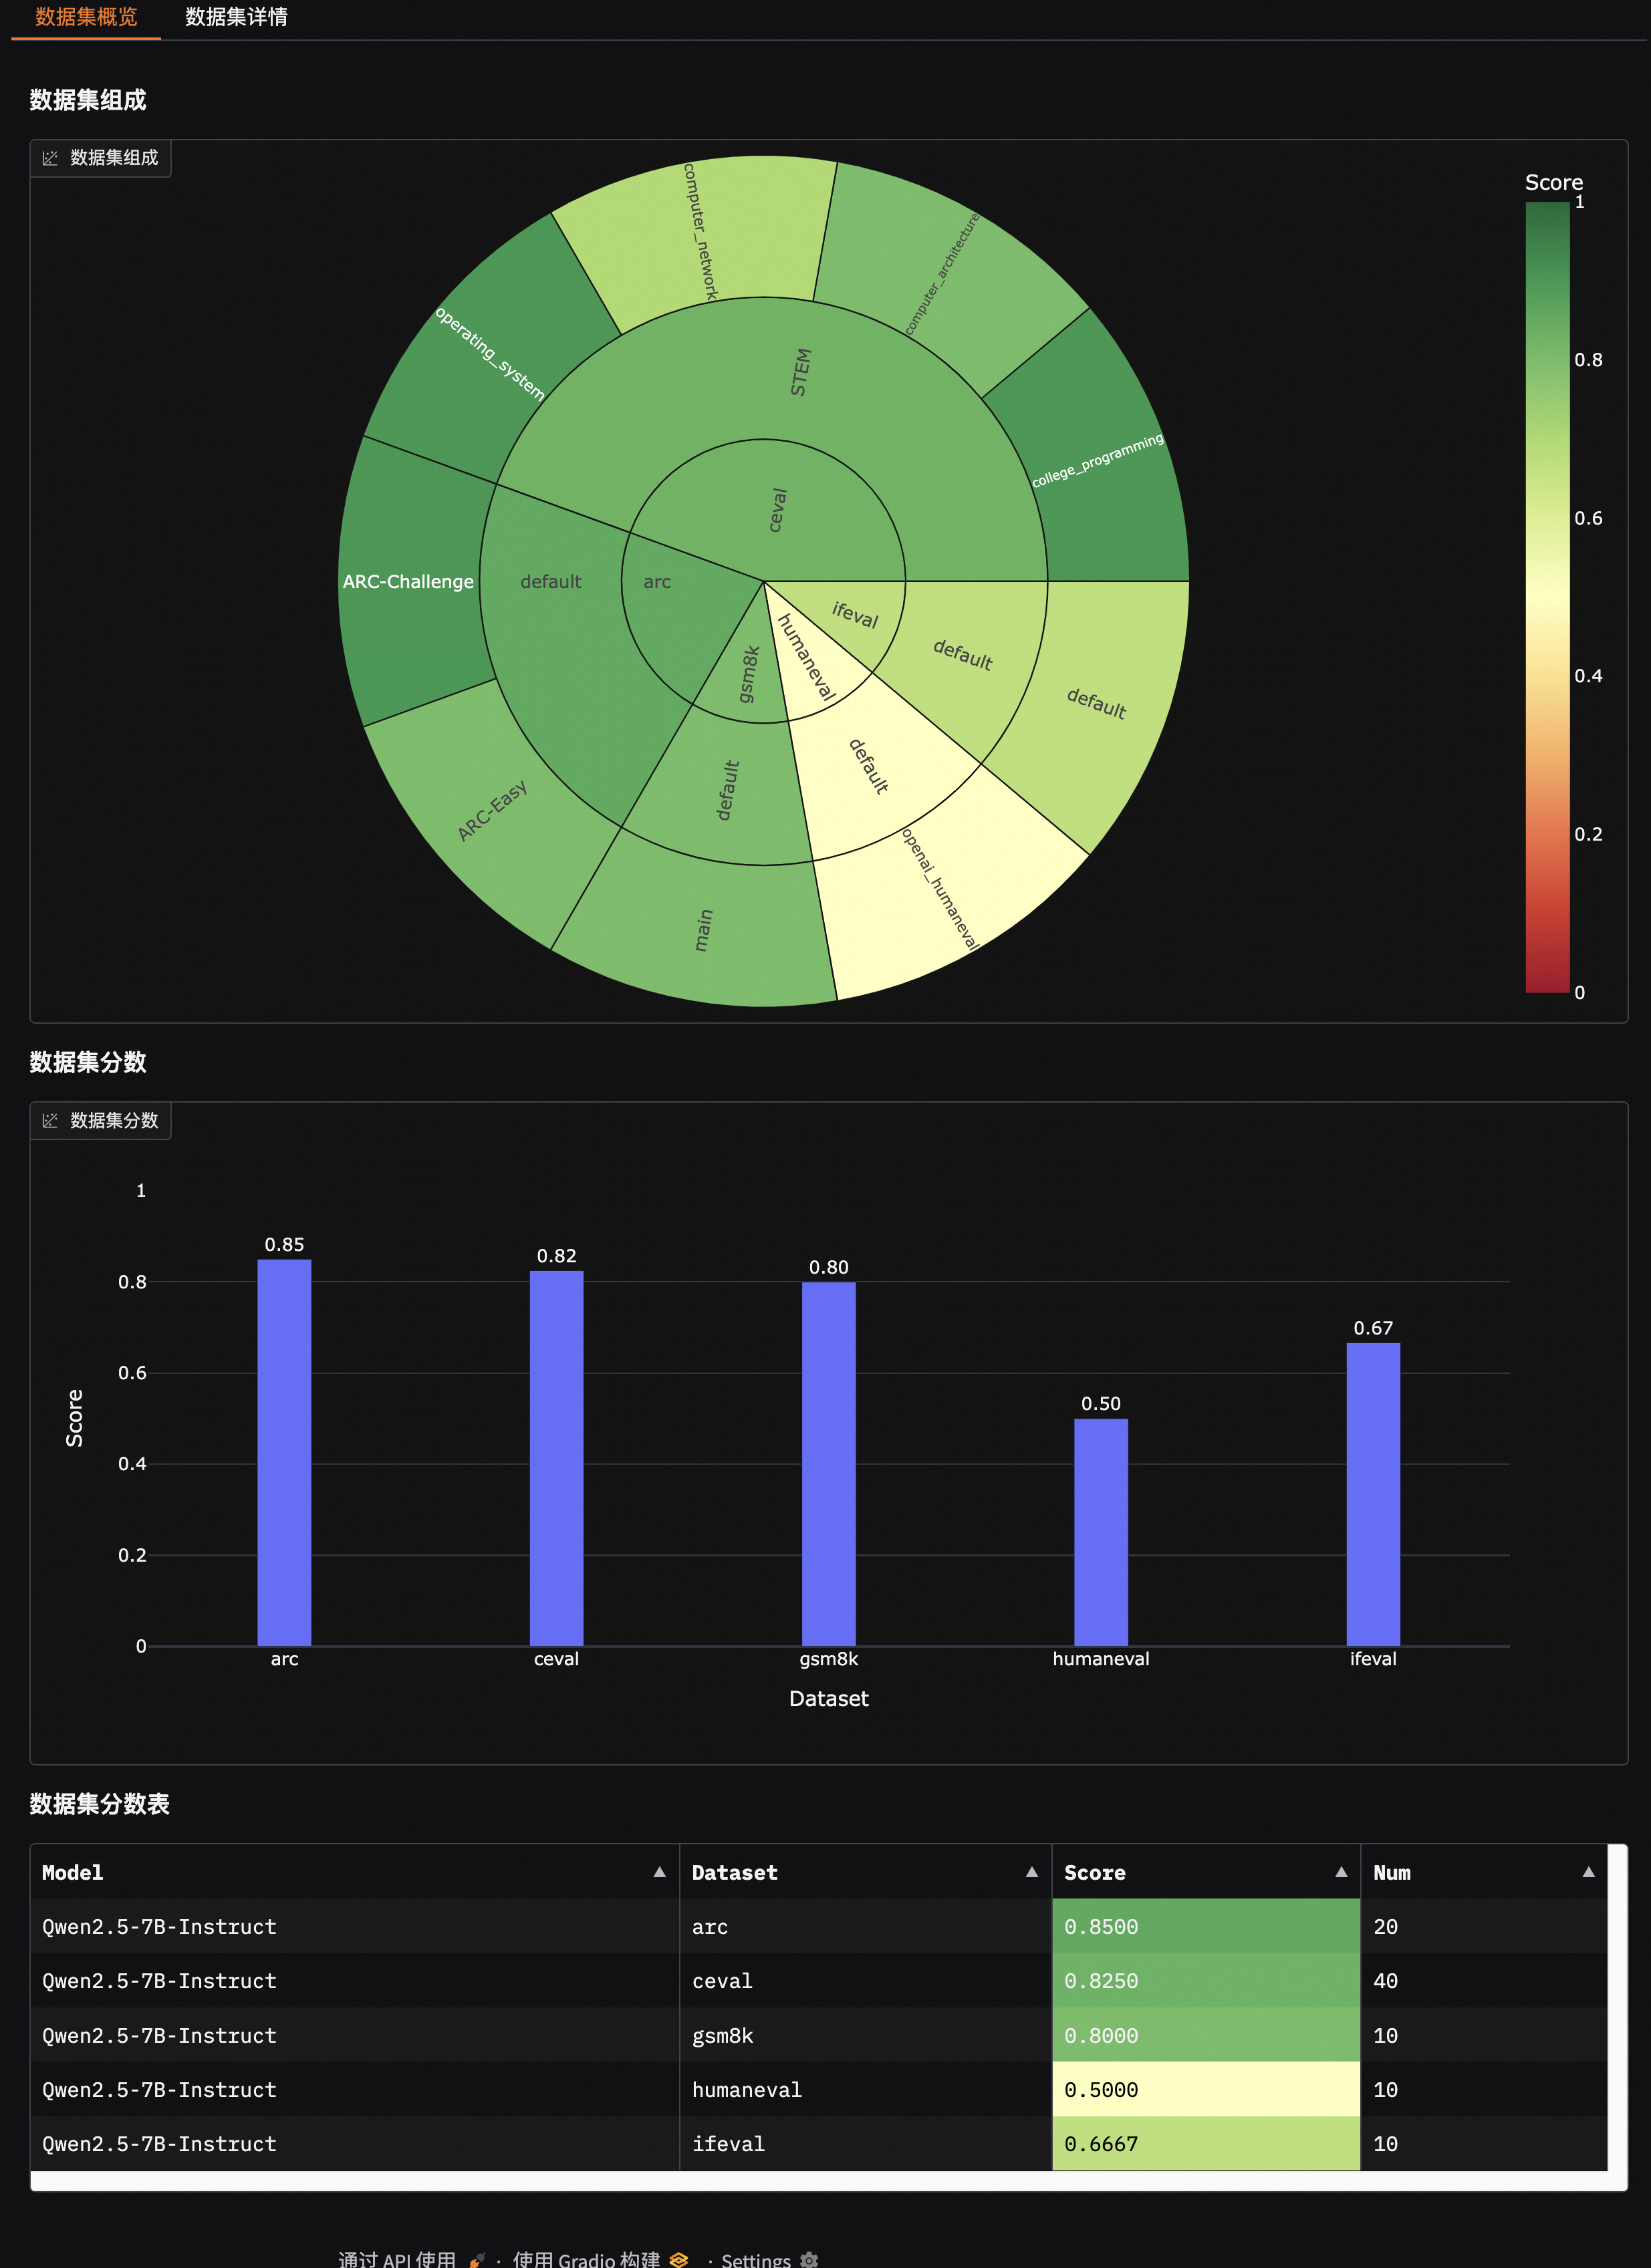 数据集概览 数据集详情
数据集组成
数据集组成
Score
1
0.8
0.6
0.4
0.2
0
computer_network
computer_architecture
operating_system
STEM
college_programming
ceval
ARC-Challenge
default
arc
ifeval
default
default
humaneval
gsm8k
default
default
ARC-Easy
main
openai_humaneval
数据集分数
数据集分数
1
0.8
0.6
0.4
0.2
0
Score
0.85
0.82
0.80
0.50
0.67
arc ceval gsm8k humaneval ifeval
Dataset
数据集分数表
Model Dataset Score Num
Qwen2.5-7B-Instruct arc 0.8500 20
Qwen2.5-7B-Instruct ceval 0.8250 40
Qwen2.5-7B-Instruct gsm8k 0.8000 10
Qwen2.5-7B-Instruct humaneval 0.5000 10
Qwen2.5-7B-Instruct ifeval 0.6667 10
通过 API 使用 · 使用 Gradio 构建 · Settings